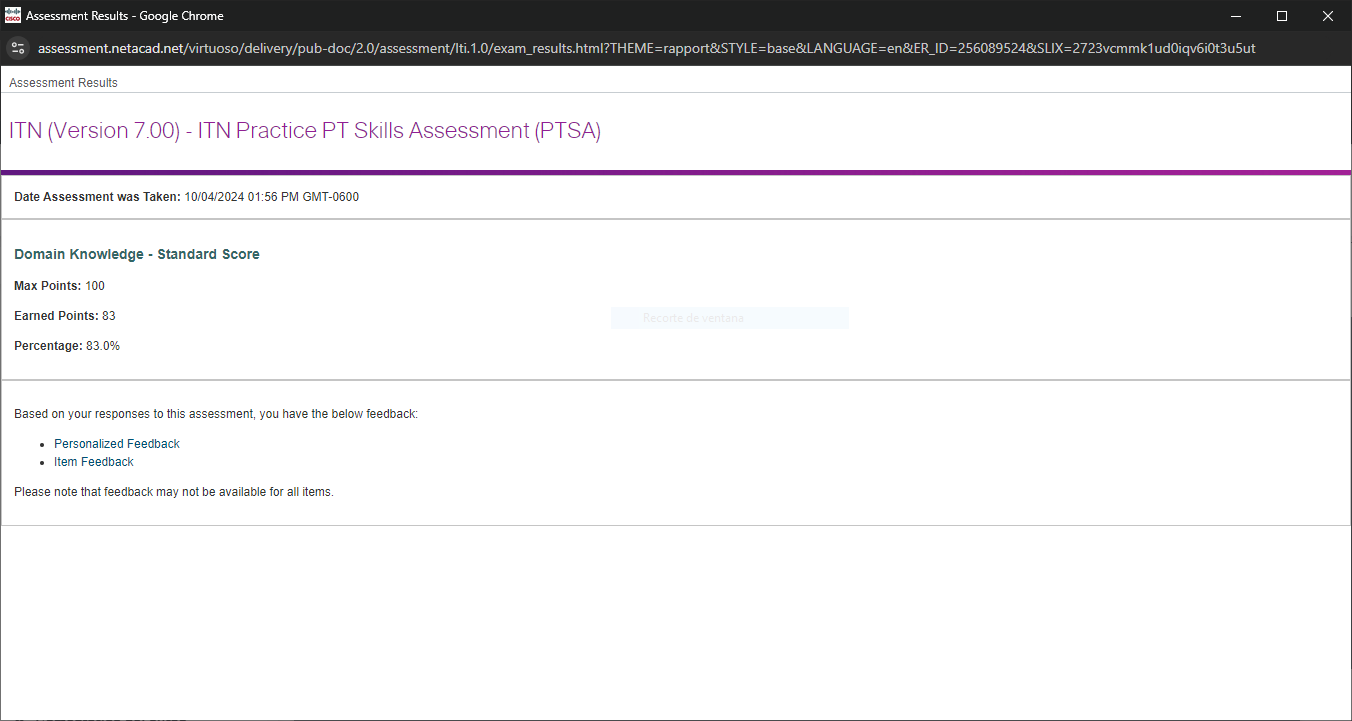 Assessment Results - Google Chrome
assessment.netacad.net/virtuoso/delivery/pub-doc/2.0/assessment/lti.1.0/exam_results.html?THEME=rapport&STYLE=base&LANGUAGE=en&ER_ID=256089524&SLIX=2723vcmmk1ud0iqv6i0t3u5ut
Assessment Results
ITN (Version 7.00) - ITN Practice PT Skills Assessment (PTSA)
Date Assessment was Taken: 10/04/2024 01:56 PM GMT-0600
Domain Knowledge - Standard Score
Max Points: 100
Earned Points: 83
Recorte de ventana
Percentage: 83.0%
Based on your responses to this assessment, you have the below feedback:
• Personalized Feedback
• Item Feedback
Please note that feedback may not be available for all items.